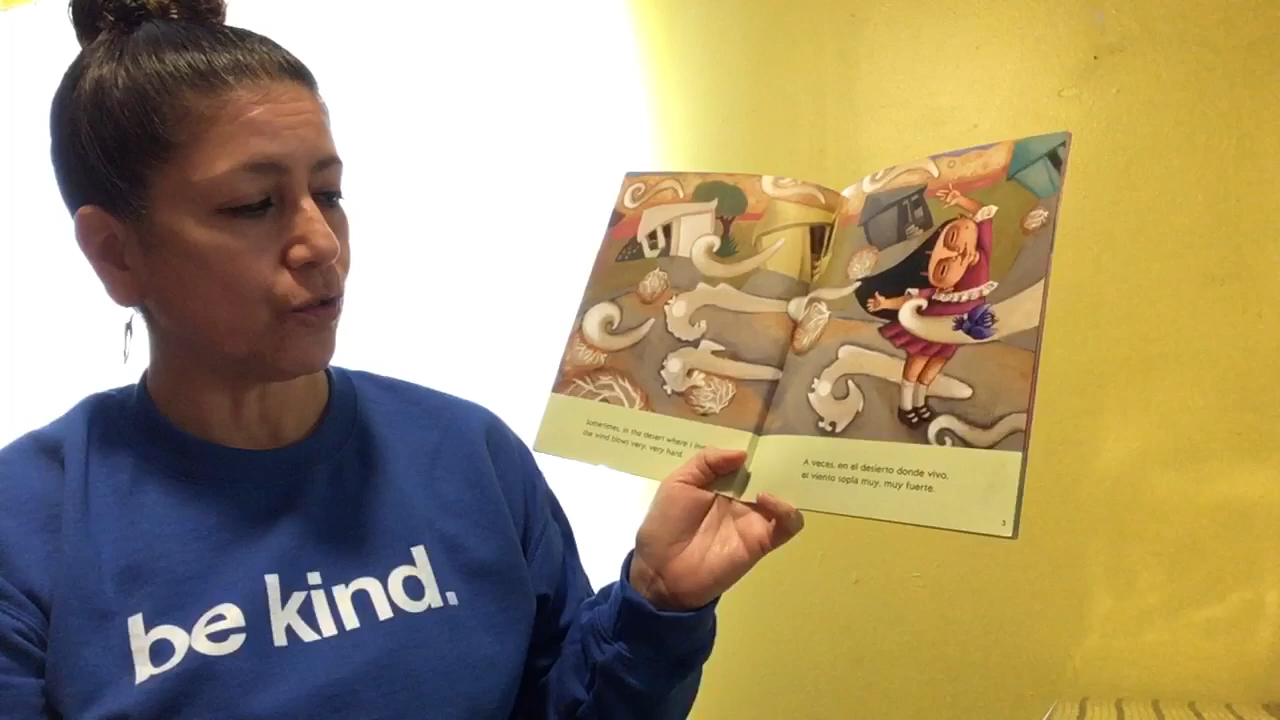 be kind.
Sometimes, in the desert where I live
the wind blows very, very hard.
A veces, en el desierto donde vivo,
el viento sopla muy, muy fuerte.
3